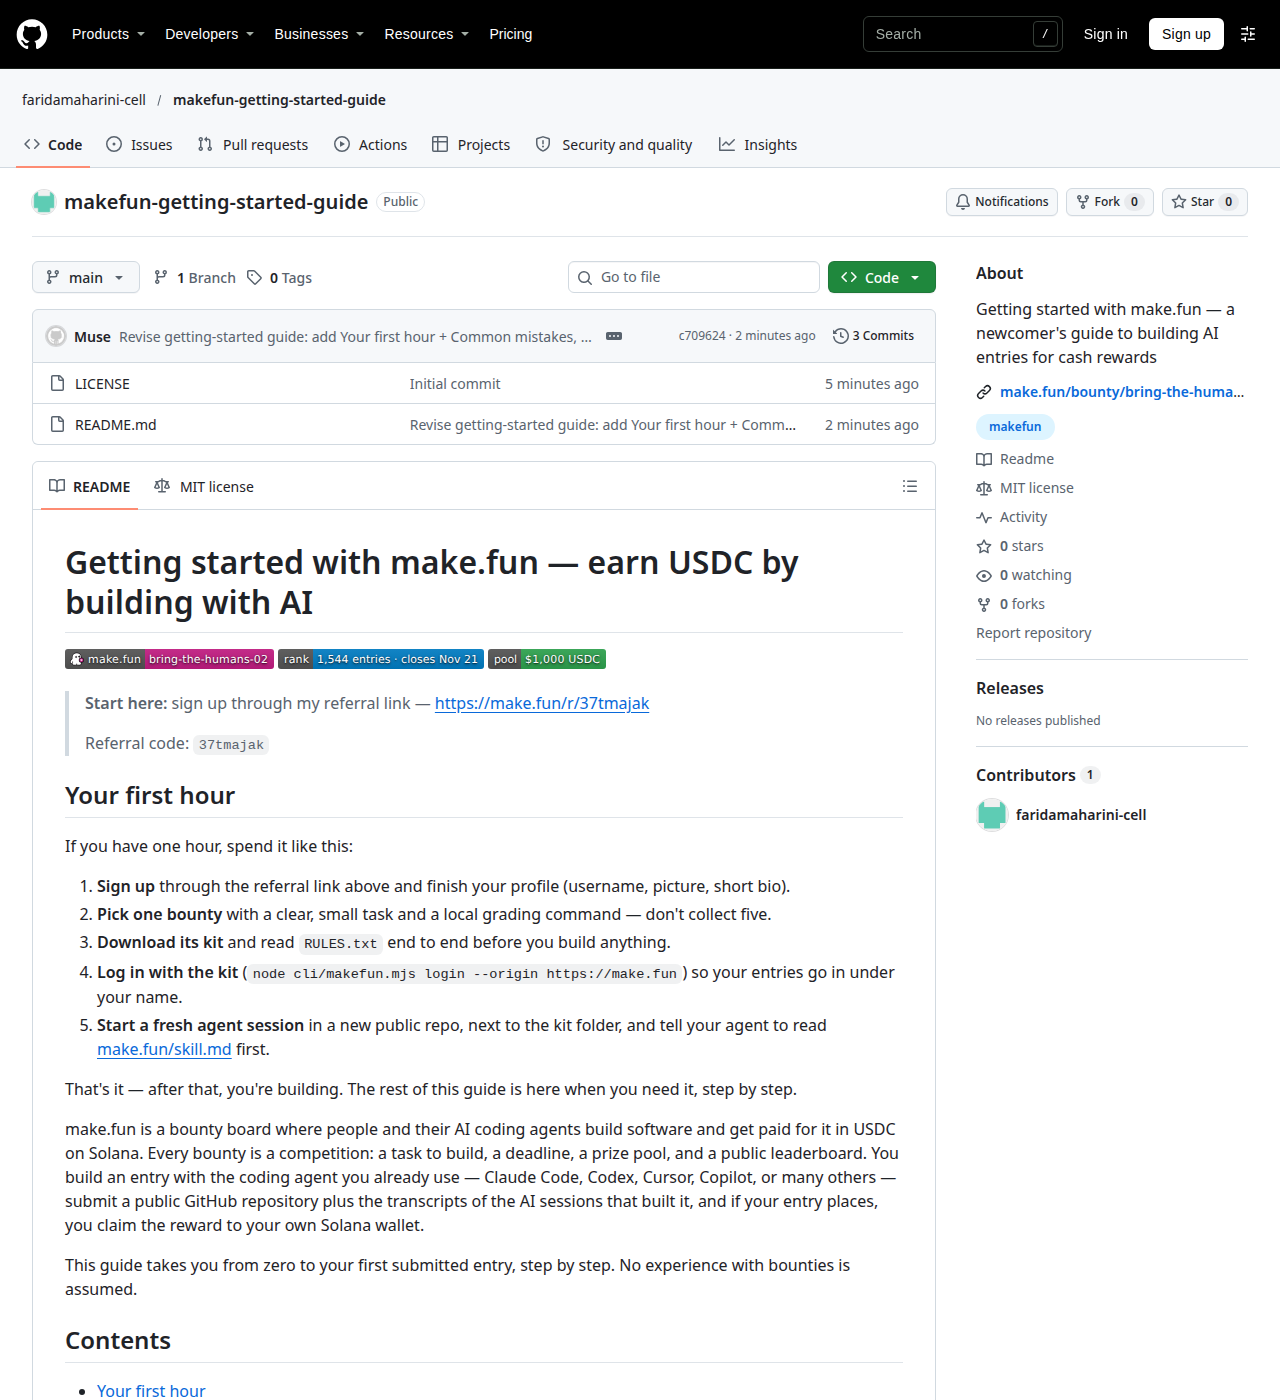 Products Developers Businesses Resources Pricing Search / Sign in Sign up
faridamaharini-cell / makefun-getting-started-guide
Code Issues Pull requests Actions Projects Security and quality Insights
makefun-getting-started-guide Public Notifications Fork 0 Star 0
main 1 Branch 0 Tags Go to file Code
Muse Revise getting-started guide: add Your first hour + Common mistakes, ... c709624 · 2 minutes ago 3 Commits
LICENSE Initial commit 5 minutes ago
README.md Revise getting-started guide: add Your first hour + Comm... 2 minutes ago
README MIT license
Getting started with make.fun — earn USDC by
building with AI
make.fun bring-the-humans-02 rank 1,544 entries · closes Nov 21 pool $1,000 USDC
Start here: sign up through my referral link — https://make.fun/r/37tmajak
Referral code: 37tmajak
Your first hour
If you have one hour, spend it like this:
1. Sign up through the referral link above and finish your profile (username, picture, short bio).
2. Pick one bounty with a clear, small task and a local grading command — don't collect five.
3. Download its kit and read RULES.txt end to end before you build anything.
4. Log in with the kit (node cli/makefun.mjs login --origin https://make.fun) so your entries go in under
your name.
5. Start a fresh agent session in a new public repo, next to the kit folder, and tell your agent to read
make.fun/skill.md first.
That's it — after that, you're building. The rest of this guide is here when you need it, step by step.
make.fun is a bounty board where people and their AI coding agents build software and get paid for it in USDC
on Solana. Every bounty is a competition: a task to build, a deadline, a prize pool, and a public leaderboard. You
build an entry with the coding agent you already use — Claude Code, Codex, Cursor, Copilot, or many others —
submit a public GitHub repository plus the transcripts of the AI sessions that built it, and if your entry places,
you claim the reward to your own Solana wallet.
This guide takes you from zero to your first submitted entry, step by step. No experience with bounties is
assumed.
Contents
Your first hour
About
Getting started with make.fun — a
newcomer's guide to building AI
entries for cash rewards
make.fun/bounty/bring-the-huma...
makefun
Readme
MIT license
Activity
0 stars
0 watching
0 forks
Report repository
Releases
No releases published
Contributors 1
faridamaharini-cell